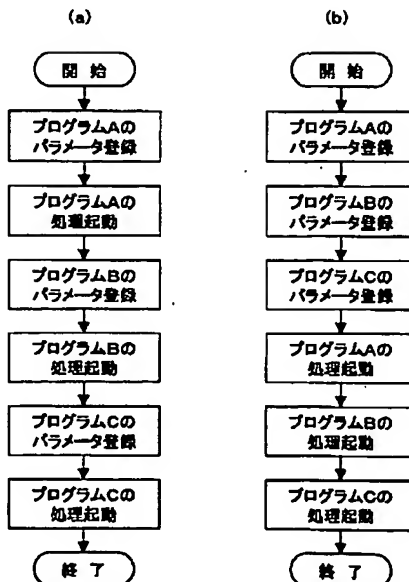 (a)
開 始
プログラムAの
パラメータ登録
プログラムAの
処理起動
プログラムBの
パラメータ登録
プログラムBの
処理起動
プログラムCの
パラメータ登録
プログラムCの
処理起動
終 了
(b)
開 始
プログラムAの
パラメータ登録
プログラムBの
パラメータ登録
プログラムCの
パラメータ登録
プログラムAの
処理起動
プログラムBの
処理起動
プログラムCの
処理起動
終 了